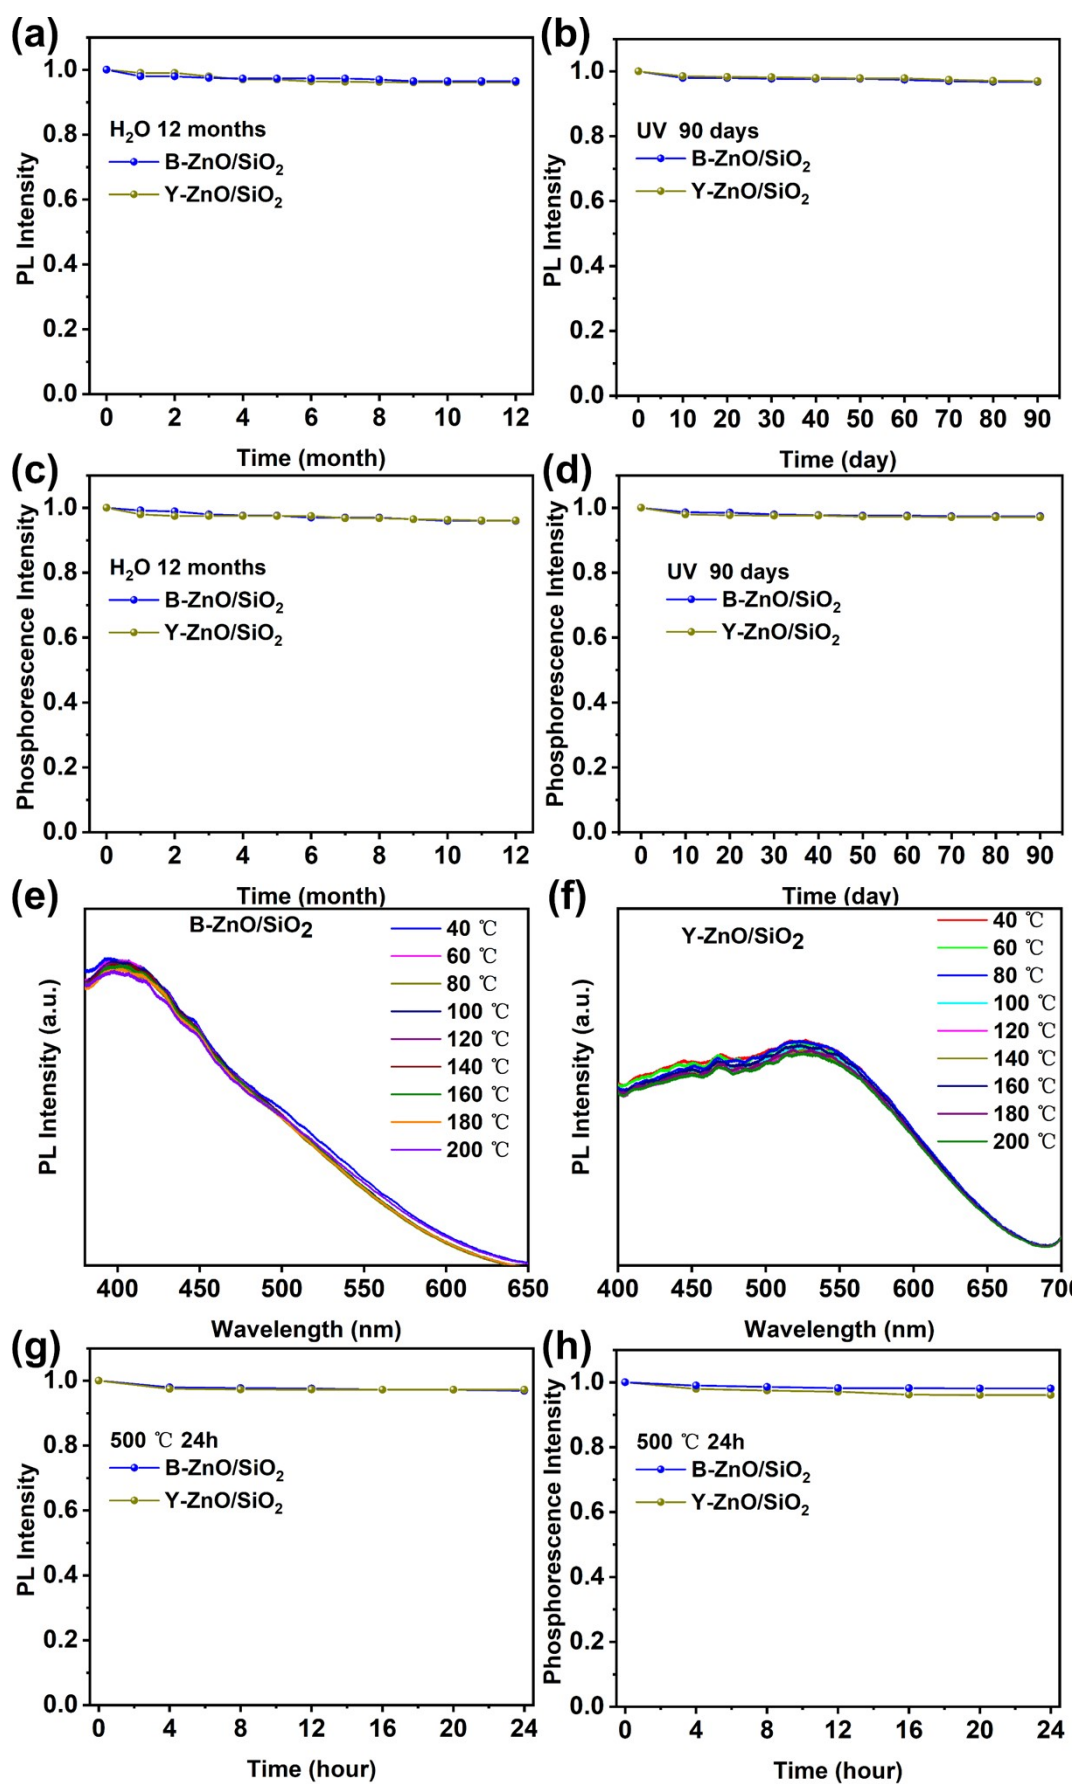 (a)
1.0
0.8
0.6
0.4
0.2
0.0
PL Intensity
H₂O 12 months
B-ZnO/SiO₂
Y-ZnO/SiO₂
0 2 4 6 8 10 12
Time (month)
(b)
1.0
0.8
0.6
0.4
0.2
0.0
PL Intensity
UV 90 days
B-ZnO/SiO₂
Y-ZnO/SiO₂
0 10 20 30 40 50 60 70 80 90
Time (day)
(c)
1.0
0.8
0.6
0.4
0.2
0.0
Phosphorescence Intensity
H₂O 12 months
B-ZnO/SiO₂
Y-ZnO/SiO₂
0 2 4 6 8 10 12
Time (month)
(d)
1.0
0.8
0.6
0.4
0.2
0.0
Phosphorescence Intensity
UV 90 days
B-ZnO/SiO₂
Y-ZnO/SiO₂
0 10 20 30 40 50 60 70 80 90
Time (day)
(e)
B-ZnO/SiO₂
PL Intensity (a.u.)
40 ℃
60 ℃
80 ℃
100 ℃
120 ℃
140 ℃
160 ℃
180 ℃
200 ℃
400 450 500 550 600 650
Wavelength (nm)
(f)
Y-ZnO/SiO₂
PL Intensity (a.u.)
40 ℃
60 ℃
80 ℃
100 ℃
120 ℃
140 ℃
160 ℃
180 ℃
200 ℃
400 450 500 550 600 650 700
Wavelength (nm)
(g)
1.0
0.8
0.6
0.4
0.2
0.0
PL Intensity
500 ℃ 24h
B-ZnO/SiO₂
Y-ZnO/SiO₂
0 4 8 12 16 20 24
Time (hour)
(h)
1.0
0.8
0.6
0.4
0.2
0.0
Phosphorescence Intensity
500 ℃ 24h
B-ZnO/SiO₂
Y-ZnO/SiO₂
0 4 8 12 16 20 24
Time (hour)